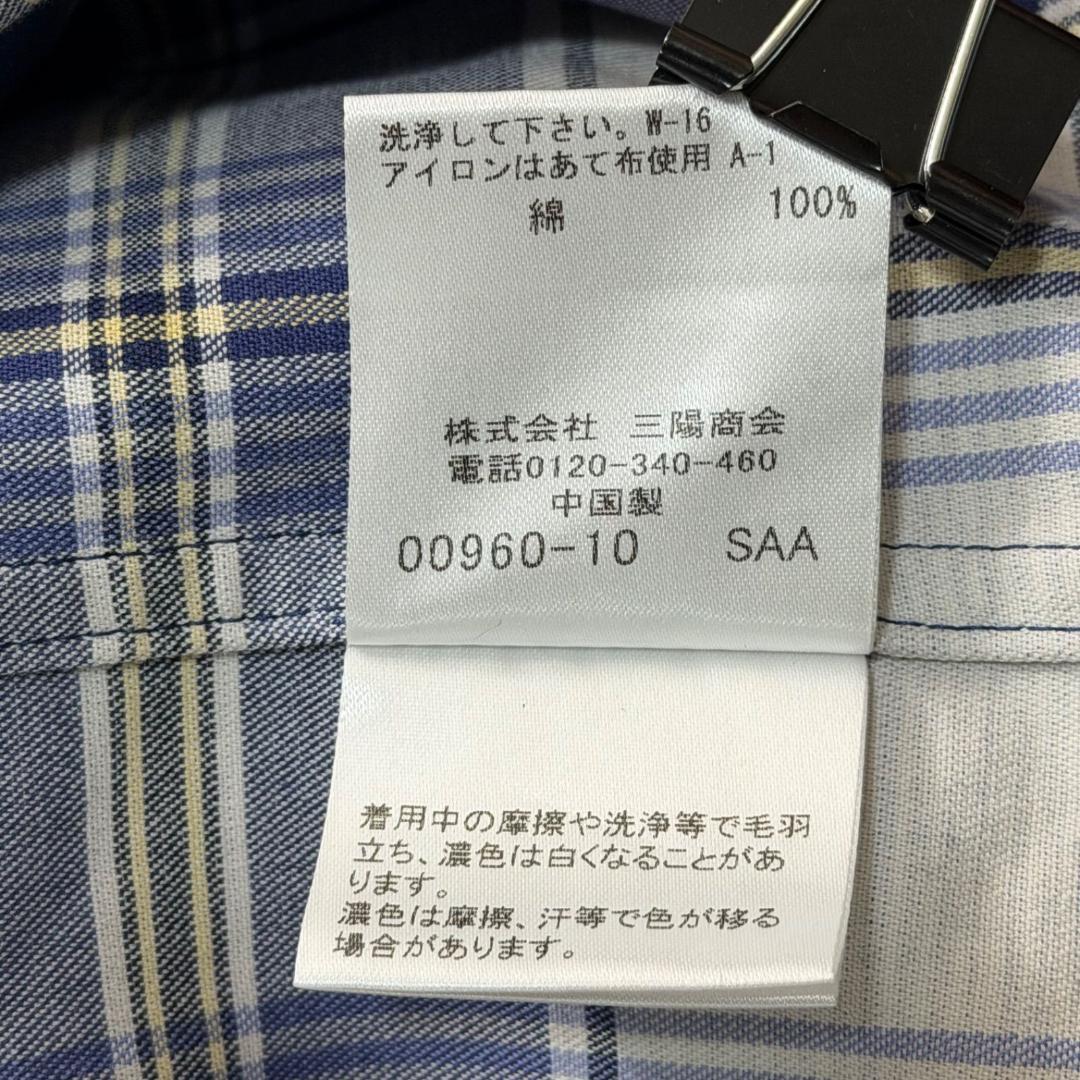 洗浄して下さい。W-16
アイロンはあて布使用 A-1
綿 100%
株式会社 三陽商会
電話0120-340-460
中国製
00960-10 SAA
着用中の摩擦や洗浄等で毛羽
立ち、濃色は白くなることがあ
ります。
濃色は摩擦、汗等で色が移る
場合があります。